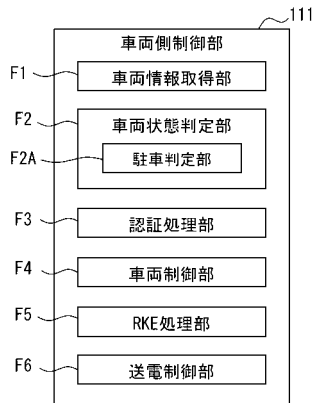 111
車両側制御部
F1 車両情報取得部
F2 車両状態判定部
F2A 駐車判定部
F3 認証処理部
F4 車両制御部
F5 RKE処理部
F6 送電制御部